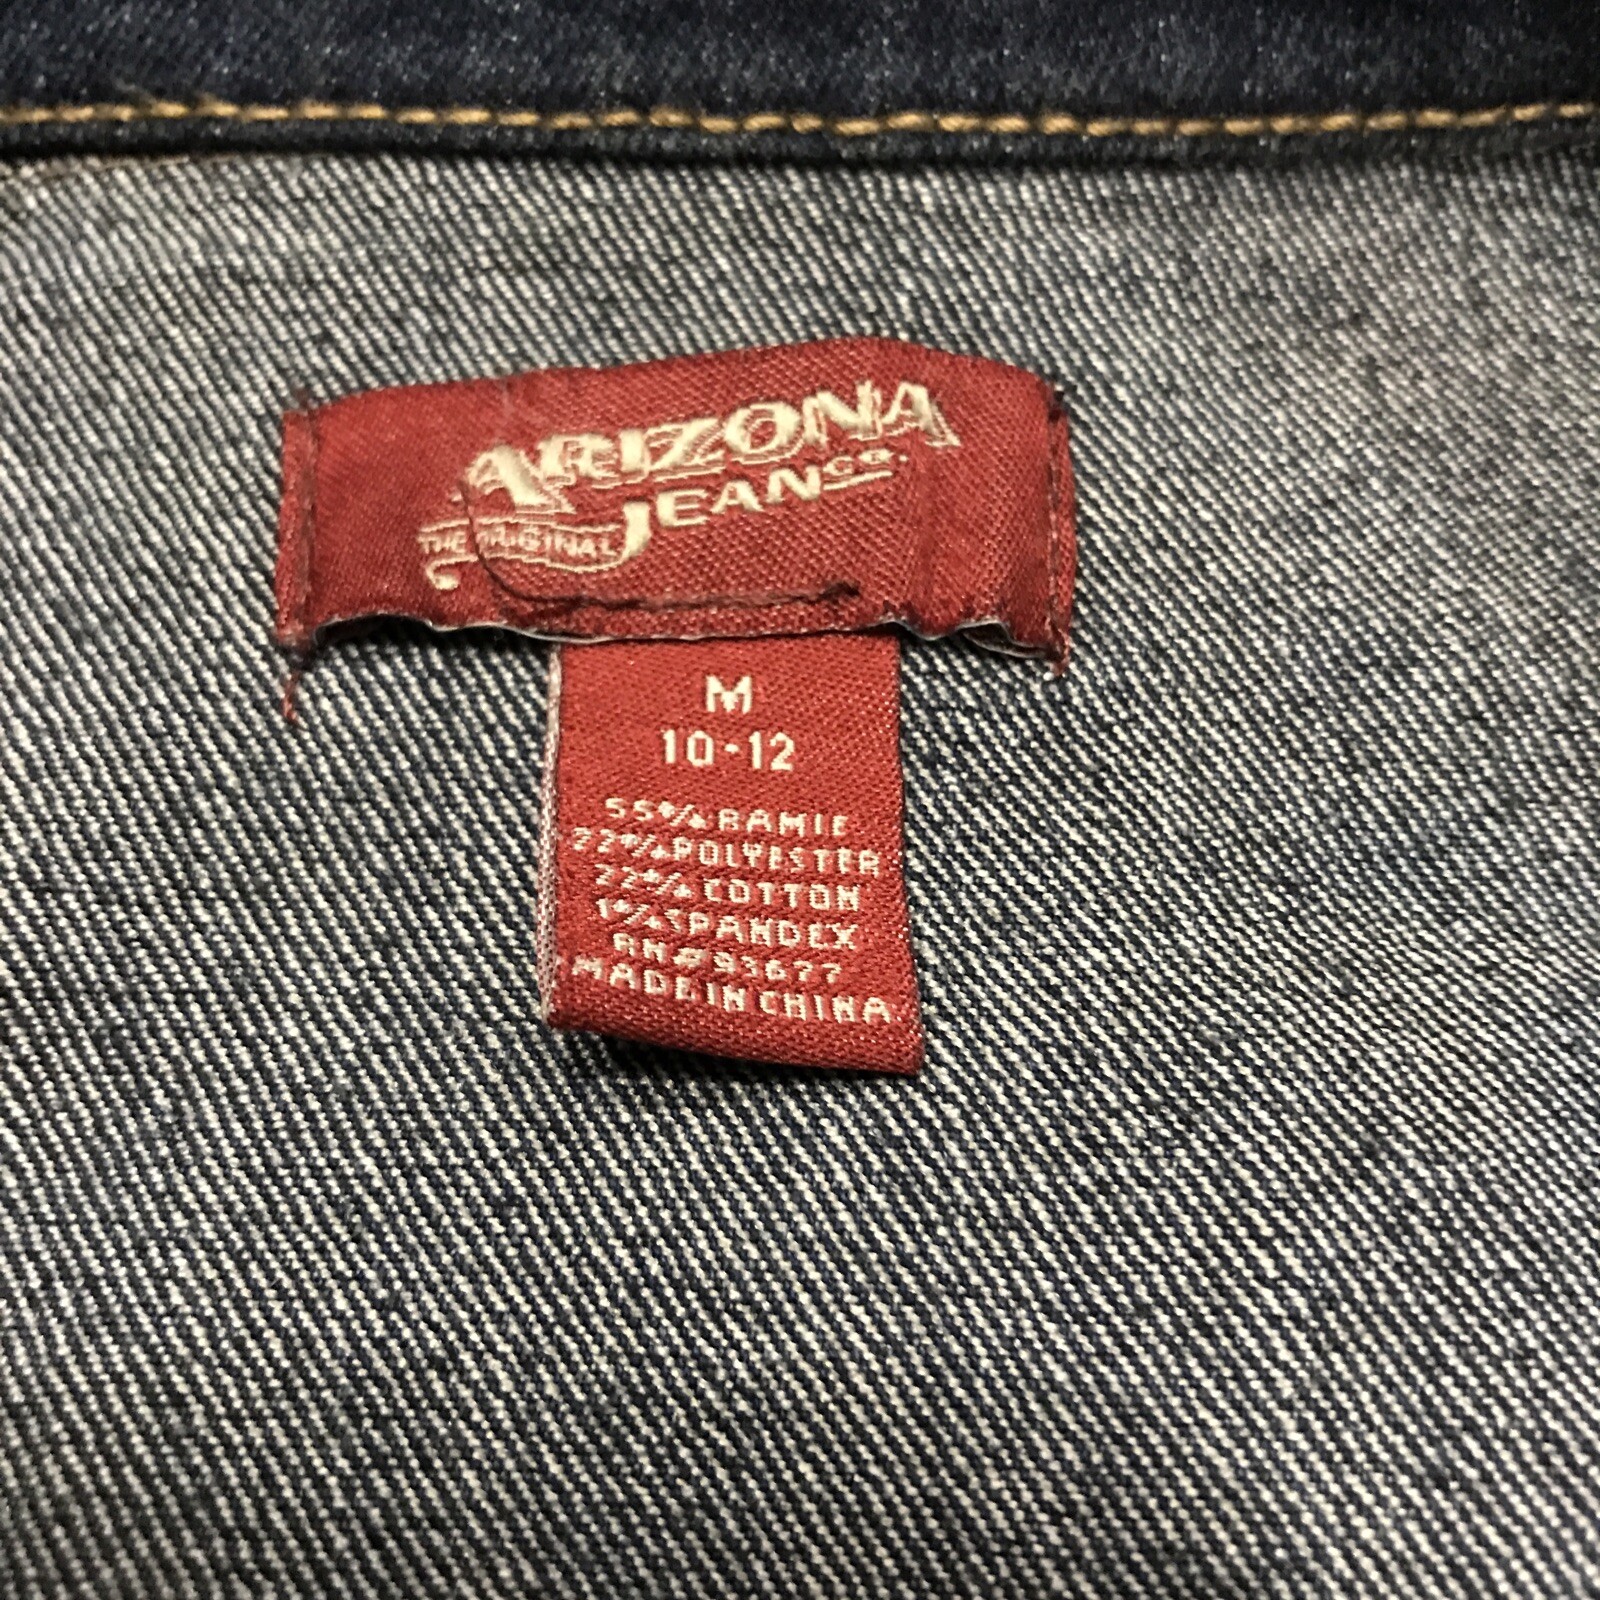 ARIZONA
JEAN CO.
THE ORIGINAL
M
10-12
55% RAMIE
22% POLYESTER
22% COTTON
1% SPANDEX
RN# 93677
MADE IN CHINA